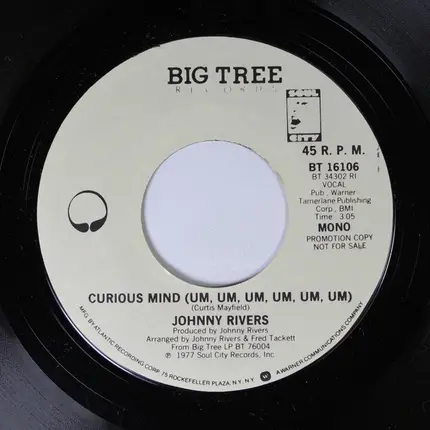 BIG TREE
RECORDS
SOUL
CITY
45 R. P. M.
BT 16106
BT 34302 RI
VOCAL
Pub., Warner
Tamerlane Publishing
Corp., BMI
Time: 3:05
MONO
PROMOTION COPY
NOT FOR SALE
CURIOUS MIND (UM, UM, UM, UM, UM, UM)
(Curtis Mayfield)
JOHNNY RIVERS
Produced by Johnny Rivers
Arranged by Johnny Rivers & Fred Tackett
From Big Tree LP BT 76004
℗ 1977 Soul City Records, Inc.
MFG. BY ATLANTIC RECORDING CORP. 75 ROCKEFELLER PLAZA, N.Y. N.Y. W A WARNER COMMUNICATIONS COMPANY